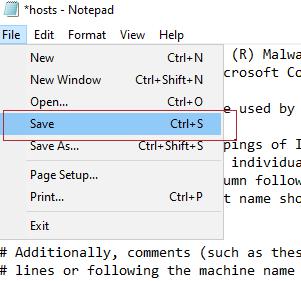 *hosts - Notepad
File Edit Format View Help
New Ctrl+N
(R) Malwa
New Window Ctrl+Shift+N
crosoft Co
Open... Ctrl+O
e used by
Save Ctrl+S
pings of I
Save As... Ctrl+Shift+S
individua
Page Setup...
umn follow
Print... Ctrl+P
t name sho
Exit
# Additionally, comments (such as thes
# lines or following the machine name